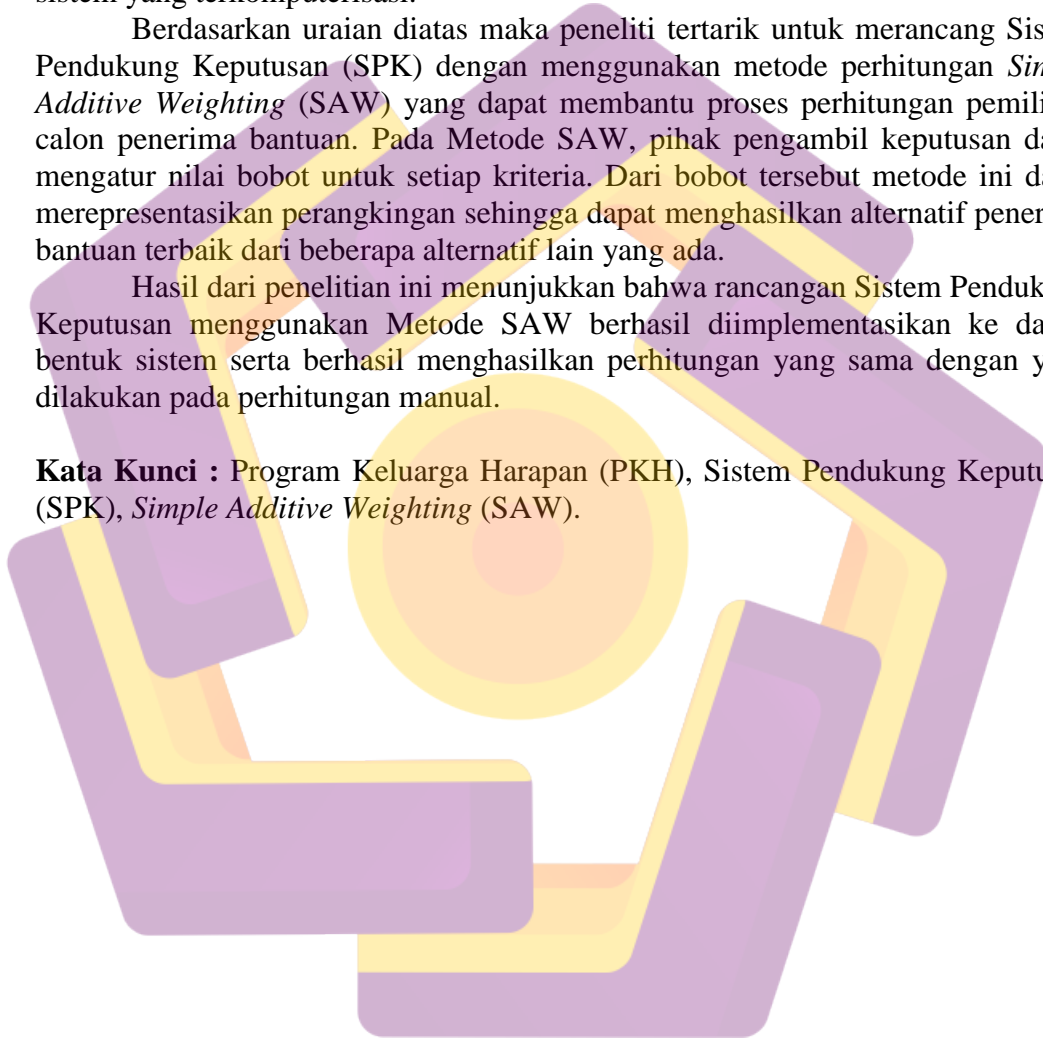 sistem yang terkomputerisasi.
Berdasarkan uraian diatas maka peneliti tertarik untuk merancang Sis
Pendukung Keputusan (SPK) dengan menggunakan metode perhitungan Sim
Additive Weighting (SAW) yang dapat membantu proses perhitungan pemili
calon penerima bantuan. Pada Metode SAW, pihak pengambil keputusan da
mengatur nilai bobot untuk setiap kriteria. Dari bobot tersebut metode ini da
merepresentasikan perangkingan sehingga dapat menghasilkan alternatif pener
bantuan terbaik dari beberapa alternatif lain yang ada.
Hasil dari penelitian ini menunjukkan bahwa rancangan Sistem Penduk
Keputusan menggunakan Metode SAW berhasil diimplementasikan ke da
bentuk sistem serta berhasil menghasilkan perhitungan yang sama dengan y
dilakukan pada perhitungan manual.
Kata Kunci : Program Keluarga Harapan (PKH), Sistem Pendukung Keputu
(SPK), Simple Additive Weighting (SAW).